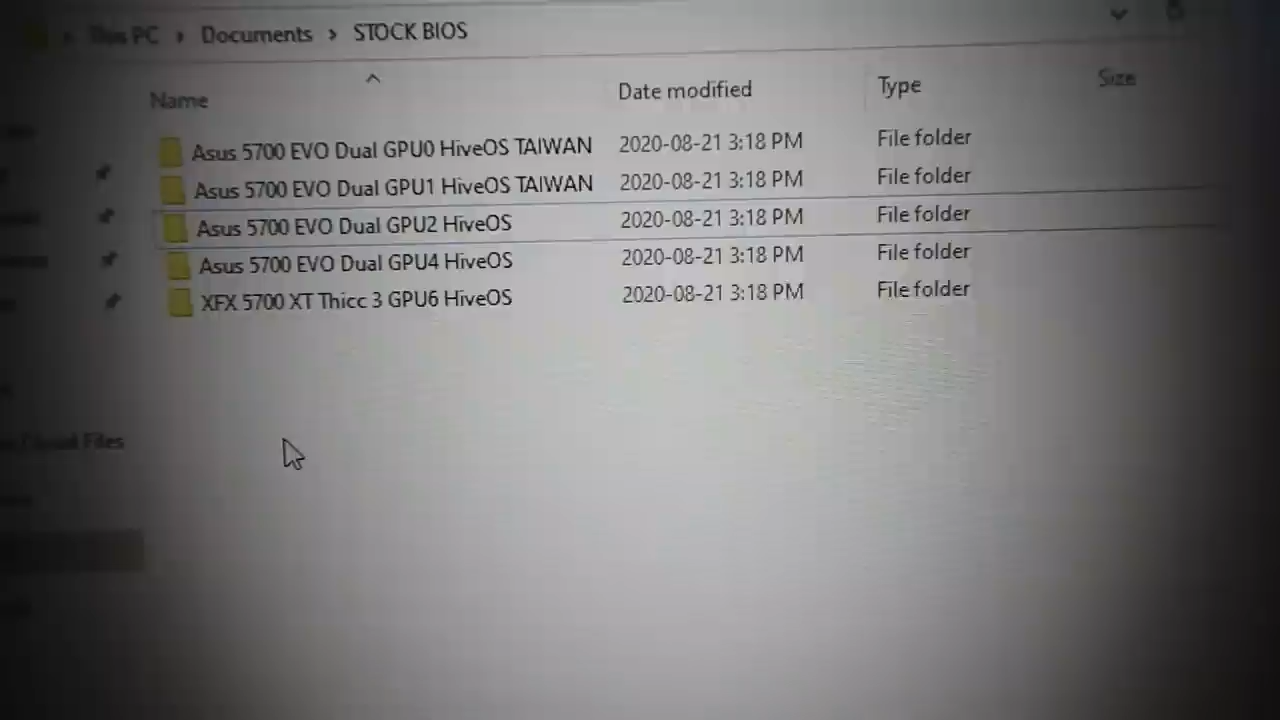 This PC > Documents > STOCK BIOS
Name Date modified Type Size
Asus 5700 EVO Dual GPU0 HiveOS TAIWAN 2020-08-21 3:18 PM File folder
Asus 5700 EVO Dual GPU1 HiveOS TAIWAN 2020-08-21 3:18 PM File folder
Asus 5700 EVO Dual GPU2 HiveOS 2020-08-21 3:18 PM File folder
Asus 5700 EVO Dual GPU4 HiveOS 2020-08-21 3:18 PM File folder
XFX 5700 XT Thicc 3 GPU6 HiveOS 2020-08-21 3:18 PM File folder
Cloud Files